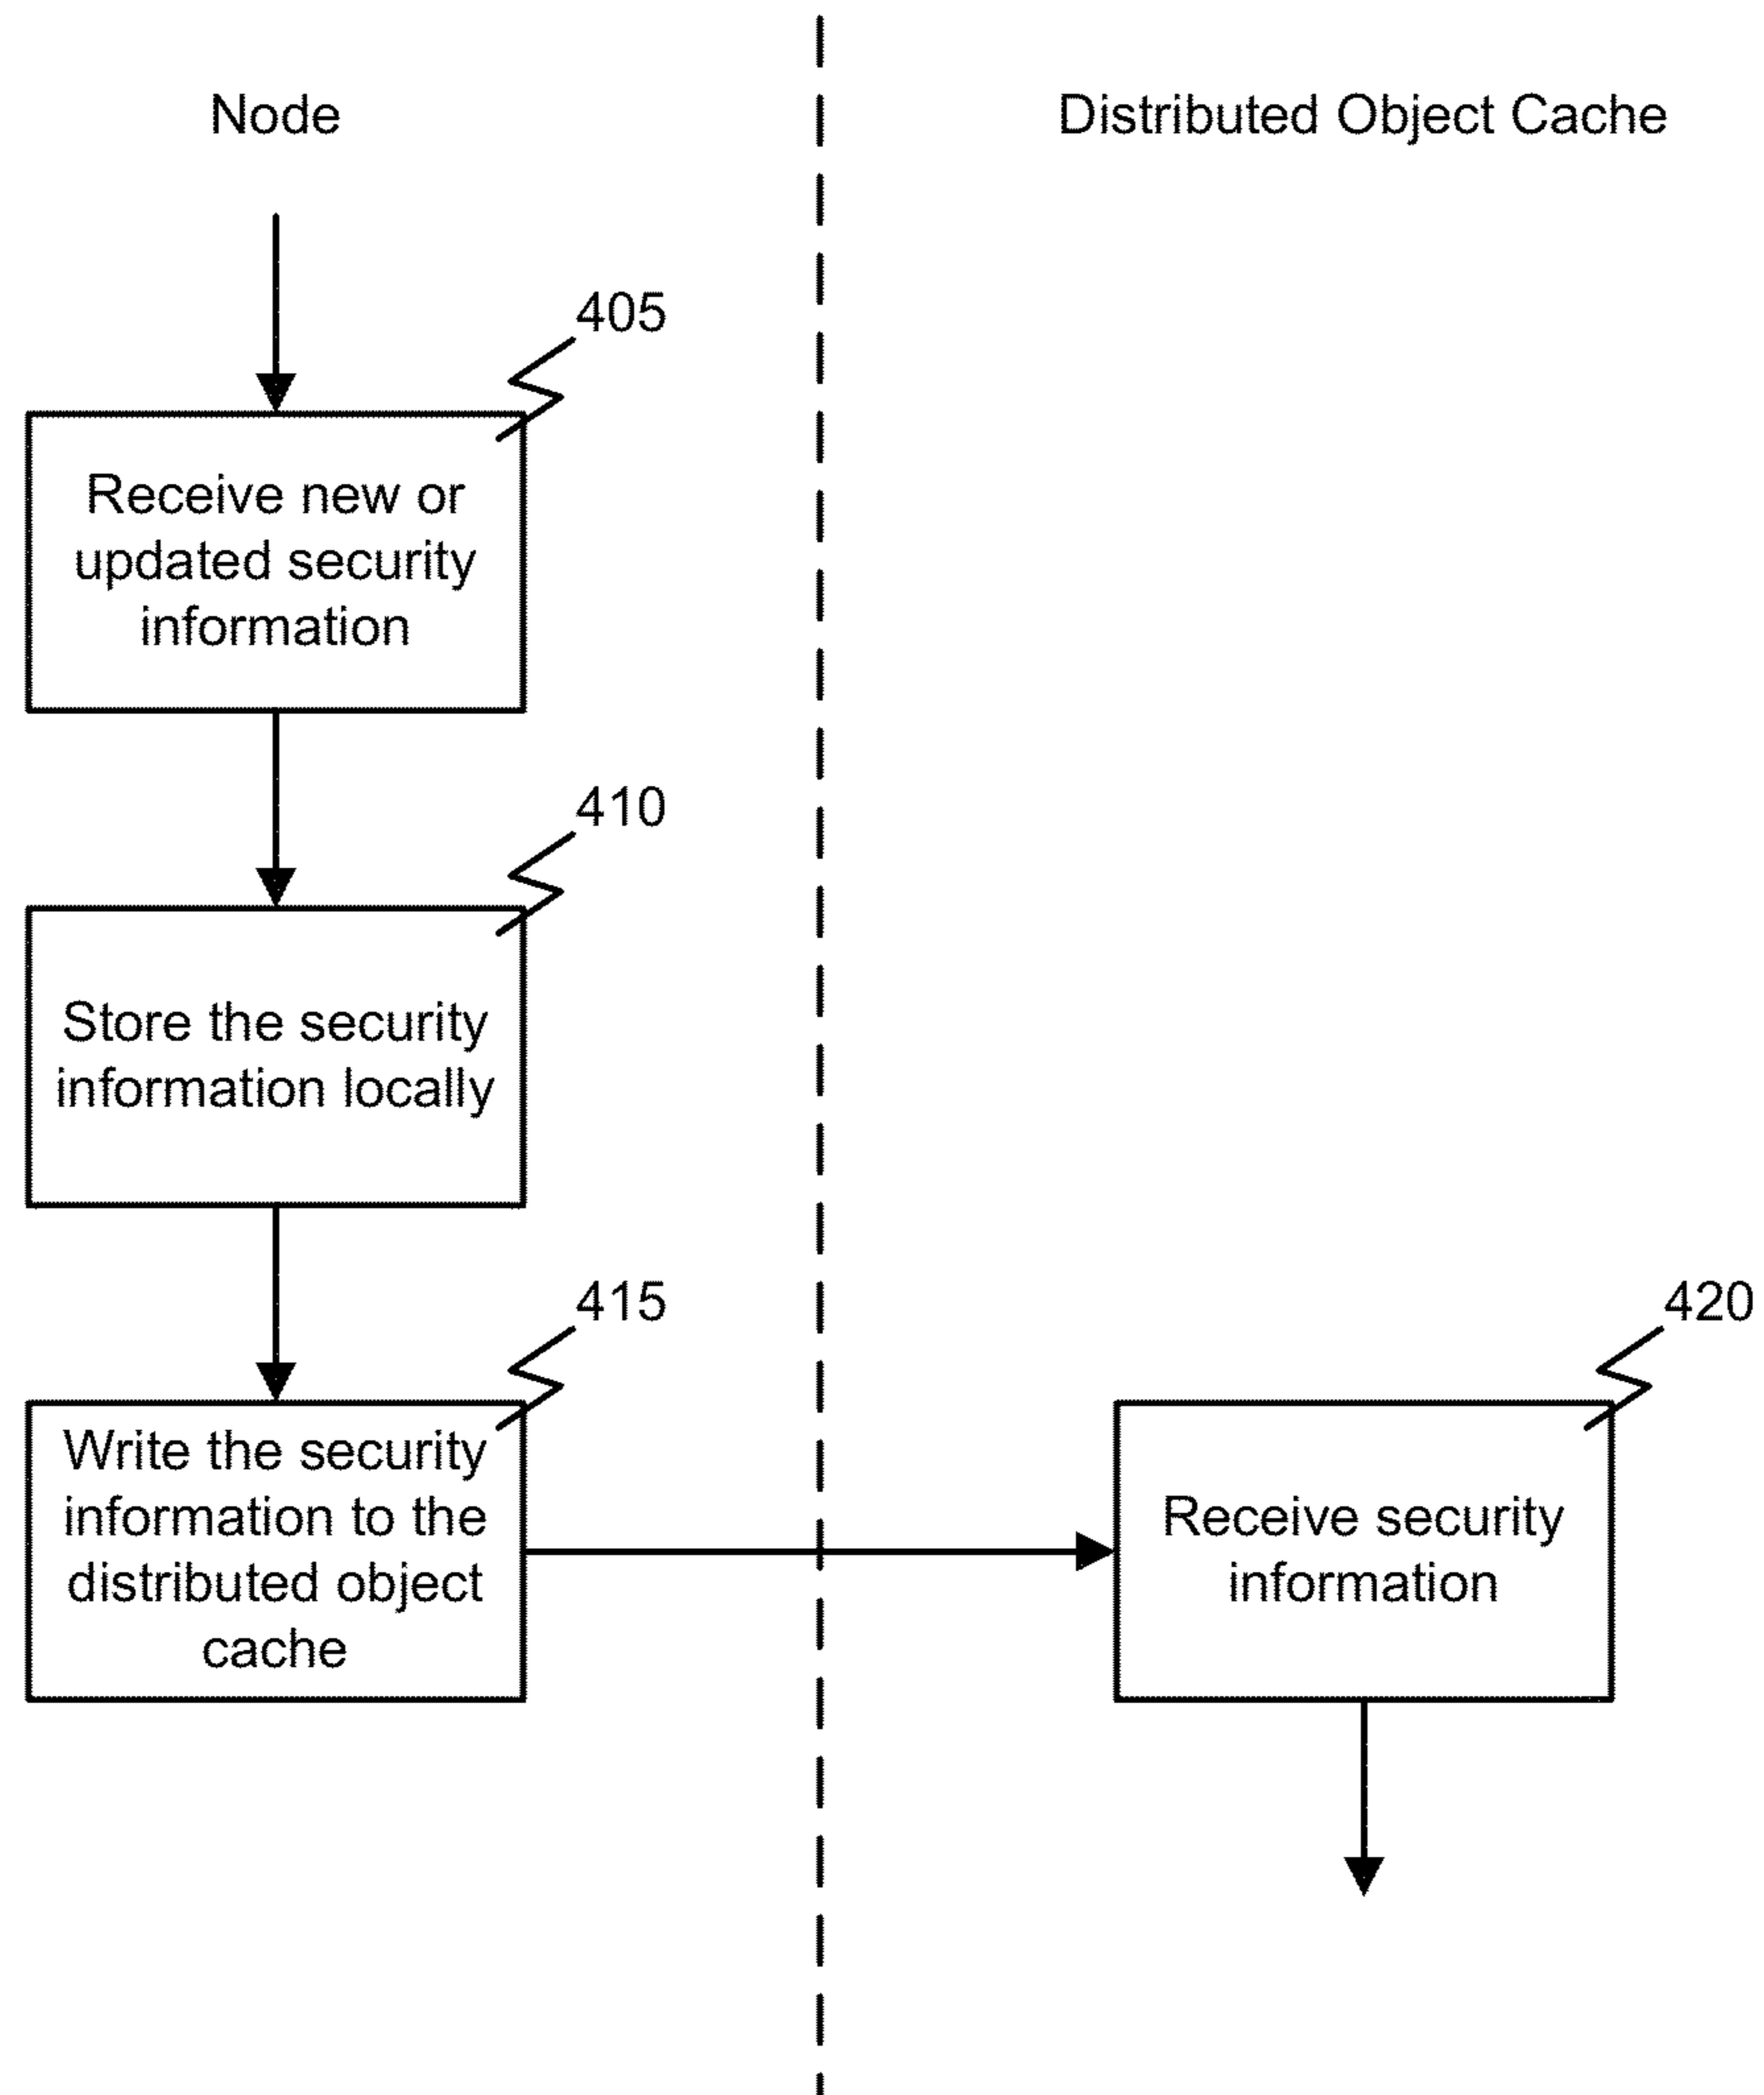 Node
Distributed Object Cache
405
Receive new or
updated security
information
410
Store the security
information locally
415
Write the security
information to the
distributed object
cache
420
Receive security
information